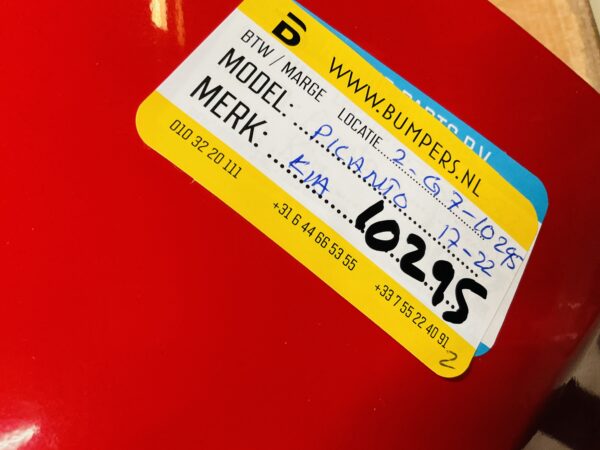 WWW.BUMPERS.NL
PARTS B.V.
BTW / MARGE LOCATIE: 2-G7-10295
MODEL: PICANTO 17-22
MERK: KIA 10295
010 32 20 111 +31 6 44 66 53 55 +33 7 55 22 40 91
2